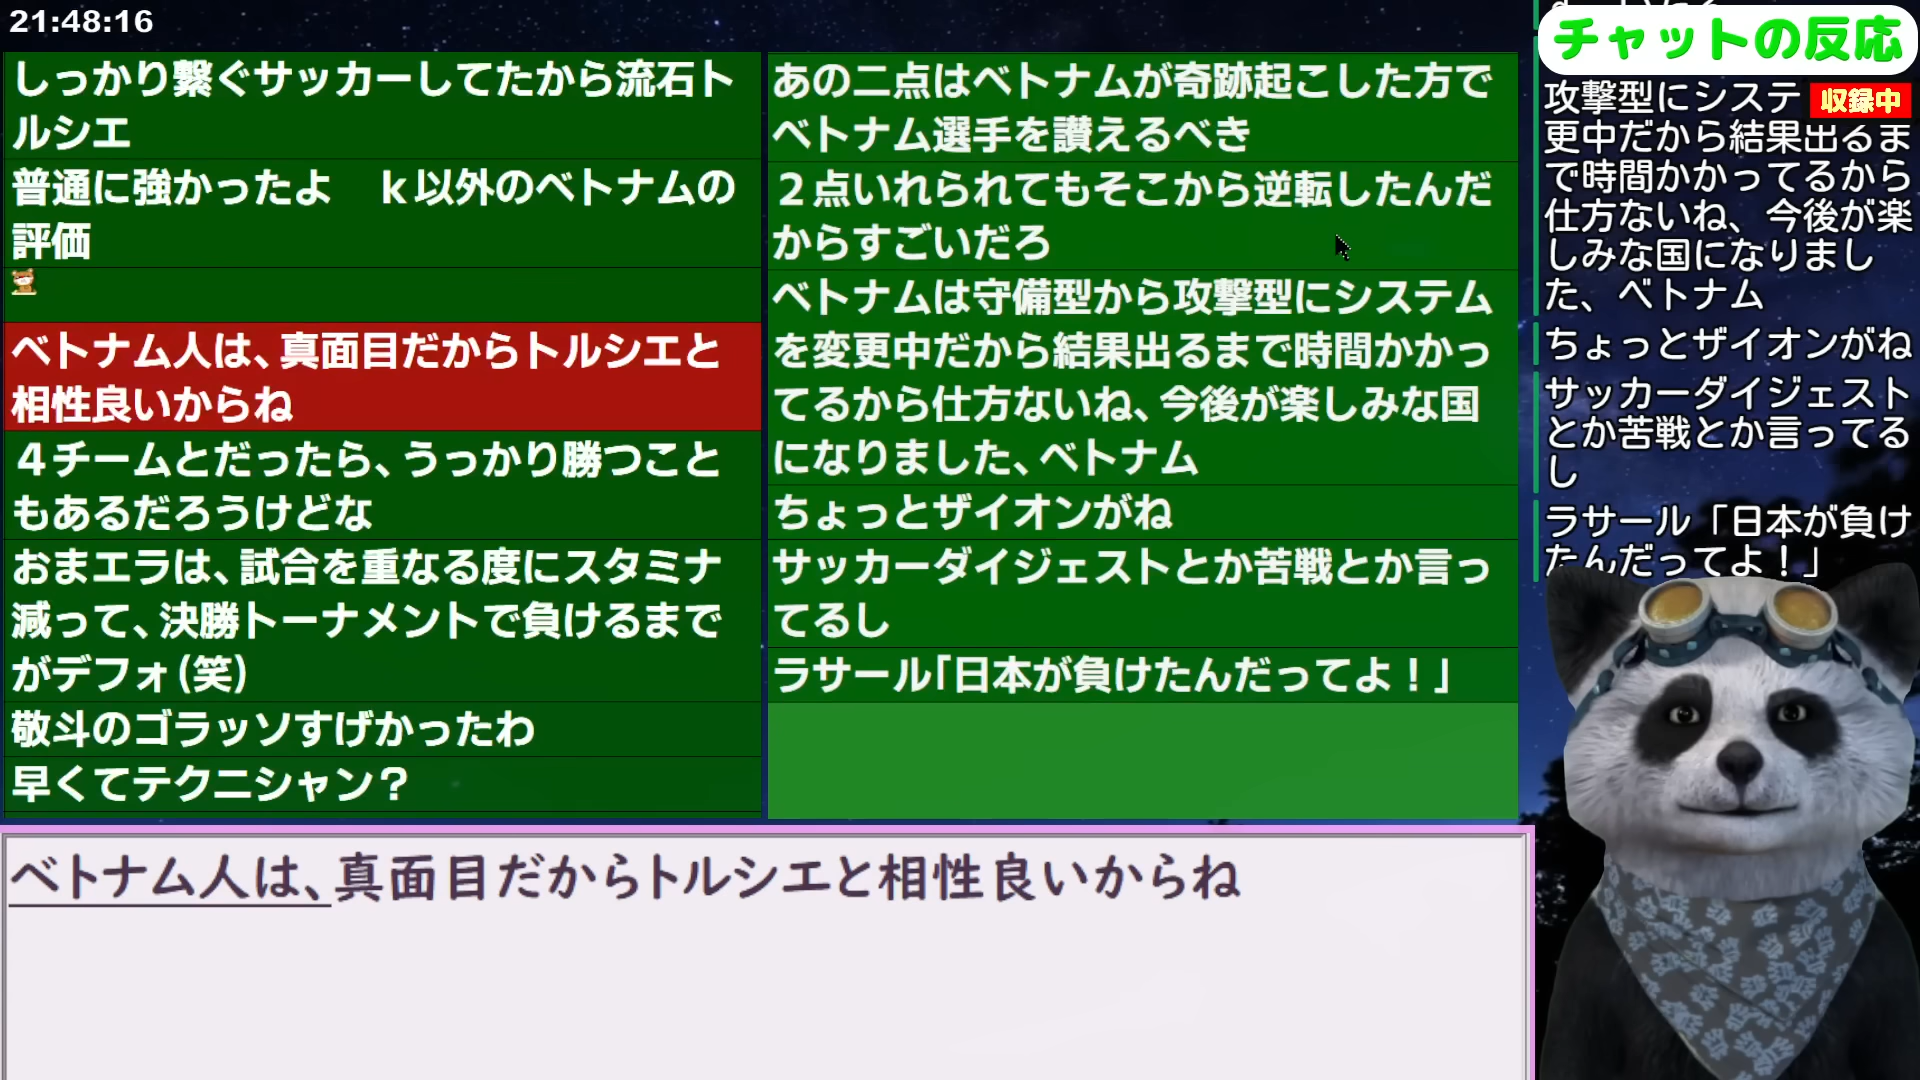 21:48:16
しっかり繋ぐサッカーしてたから流石ト
ルシエ
普通に強かったよ　ｋ以外のベトナムの
評価
ベトナム人は、真面目だからトルシエと
相性良いからね
４チームとだったら、うっかり勝つこと
もあるだろうけどな
おまエラは、試合を重なる度にスタミナ
減って、決勝トーナメントで負けるまで
がデフォ(笑)
敬斗のゴラッソすげかったわ
早くてテクニシャン？
あの二点はベトナムが奇跡起こした方で
ベトナム選手を讃えるべき
２点いれられてもそこから逆転したんだ
からすごいだろ
ベトナムは守備型から攻撃型にシステム
を変更中だから結果出るまで時間かかっ
てるから仕方ないね、今後が楽しみな国
になりました、ベトナム
ちょっとザイオンがね
サッカーダイジェストとか苦戦とか言っ
てるし
ラサール｢日本が負けたんだってよ！｣
ベトナム人は、真面目だからトルシエと相性良いからね
チャットの反応
収録中
攻撃型にシステ
更中だから結果出るま
で時間かかってるから
仕方ないね、今後が楽
しみな国になりまし
た、ベトナム
ちょっとザイオンがね
サッカーダイジェスト
とか苦戦とか言ってる
し
ラサール「日本が負け
たんだってよ！」